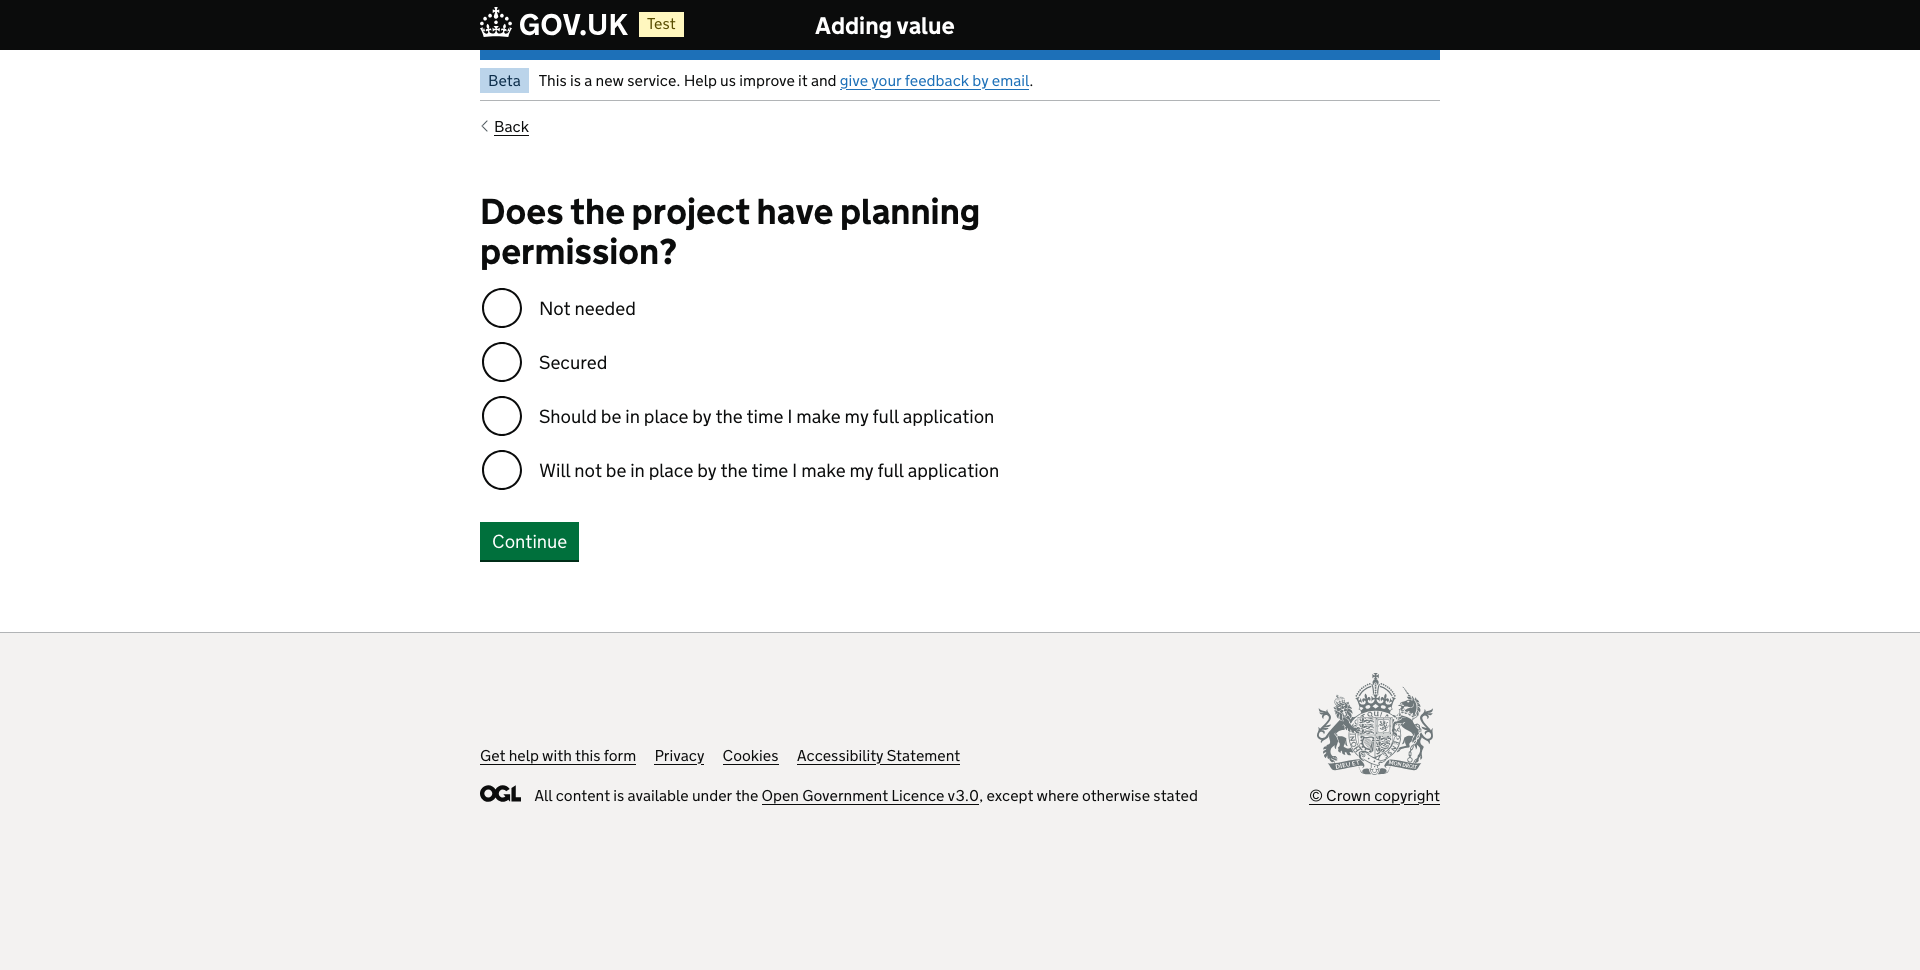 GOV.UK Test Adding value
Beta This is a new service. Help us improve it and give your feedback by email.
Back
Does the project have planning
permission?
Not needed
Secured
Should be in place by the time I make my full application
Will not be in place by the time I make my full application
Continue
Get help with this form Privacy Cookies Accessibility Statement
OGL All content is available under the Open Government Licence v3.0, except where otherwise stated
© Crown copyright